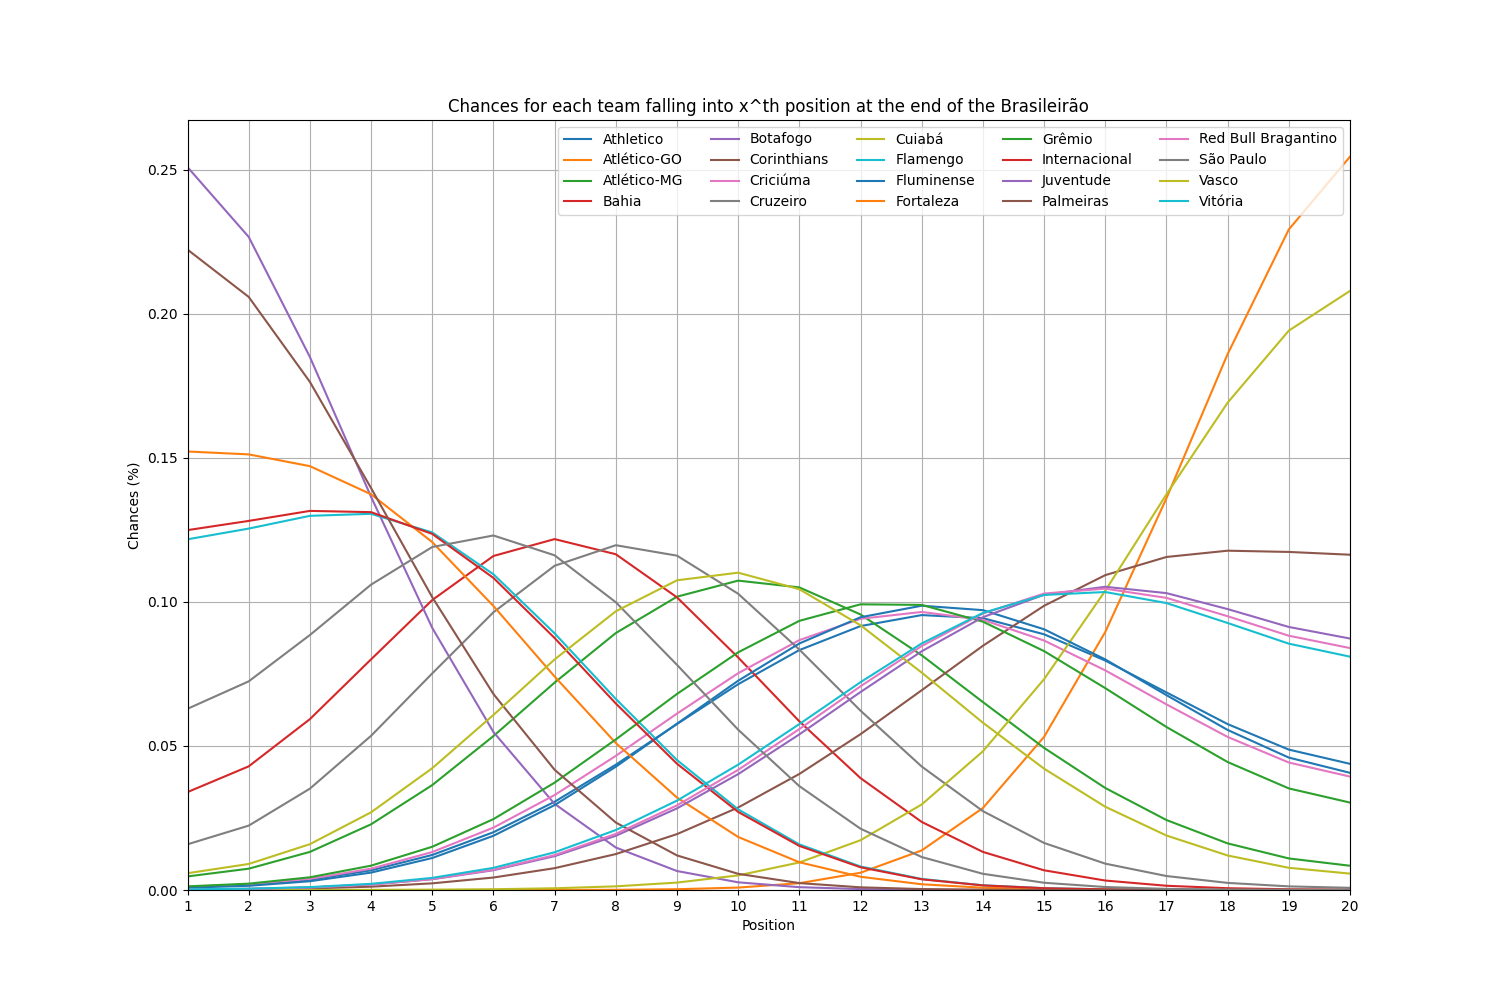 Chances for each team falling into x^th position at the end of the Brasileirão
Athletico
Atlético-GO
Atlético-MG
Bahia
Botafogo
Corinthians
Criciúma
Cruzeiro
Cuiabá
Flamengo
Fluminense
Fortaleza
Grêmio
Internacional
Juventude
Palmeiras
Red Bull Bragantino
São Paulo
Vasco
Vitória
Chances (%)
0.25
0.20
0.15
0.10
0.05
0.00
1 2 3 4 5 6 7 8 9 10 11 12 13 14 15 16 17 18 19 20
Position